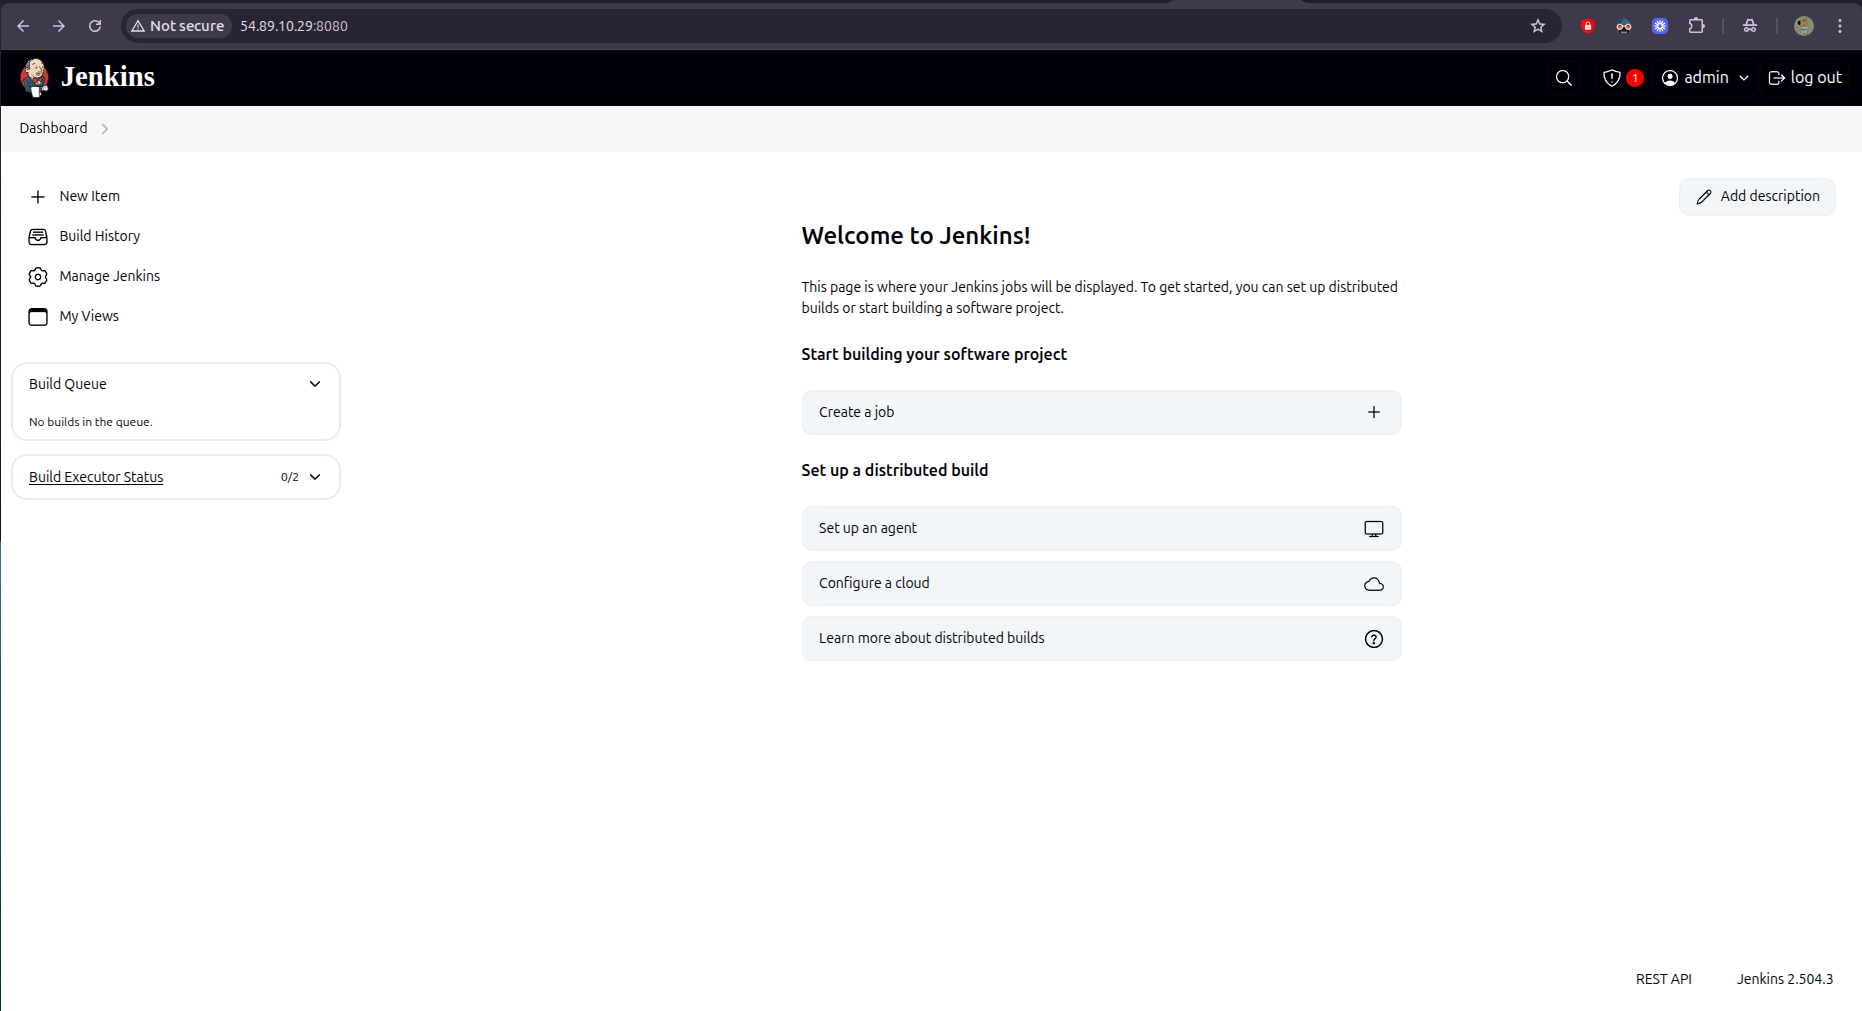 Not secure 54.89.10.29:8080
Jenkins
1 admin log out
Dashboard
New Item
Build History
Manage Jenkins
My Views
Build Queue
No builds in the queue.
Build Executor Status 0/2
Add description
Welcome to Jenkins!
This page is where your Jenkins jobs will be displayed. To get started, you can set up distributed
builds or start building a software project.
Start building your software project
Create a job
Set up a distributed build
Set up an agent
Configure a cloud
Learn more about distributed builds
REST API Jenkins 2.504.3